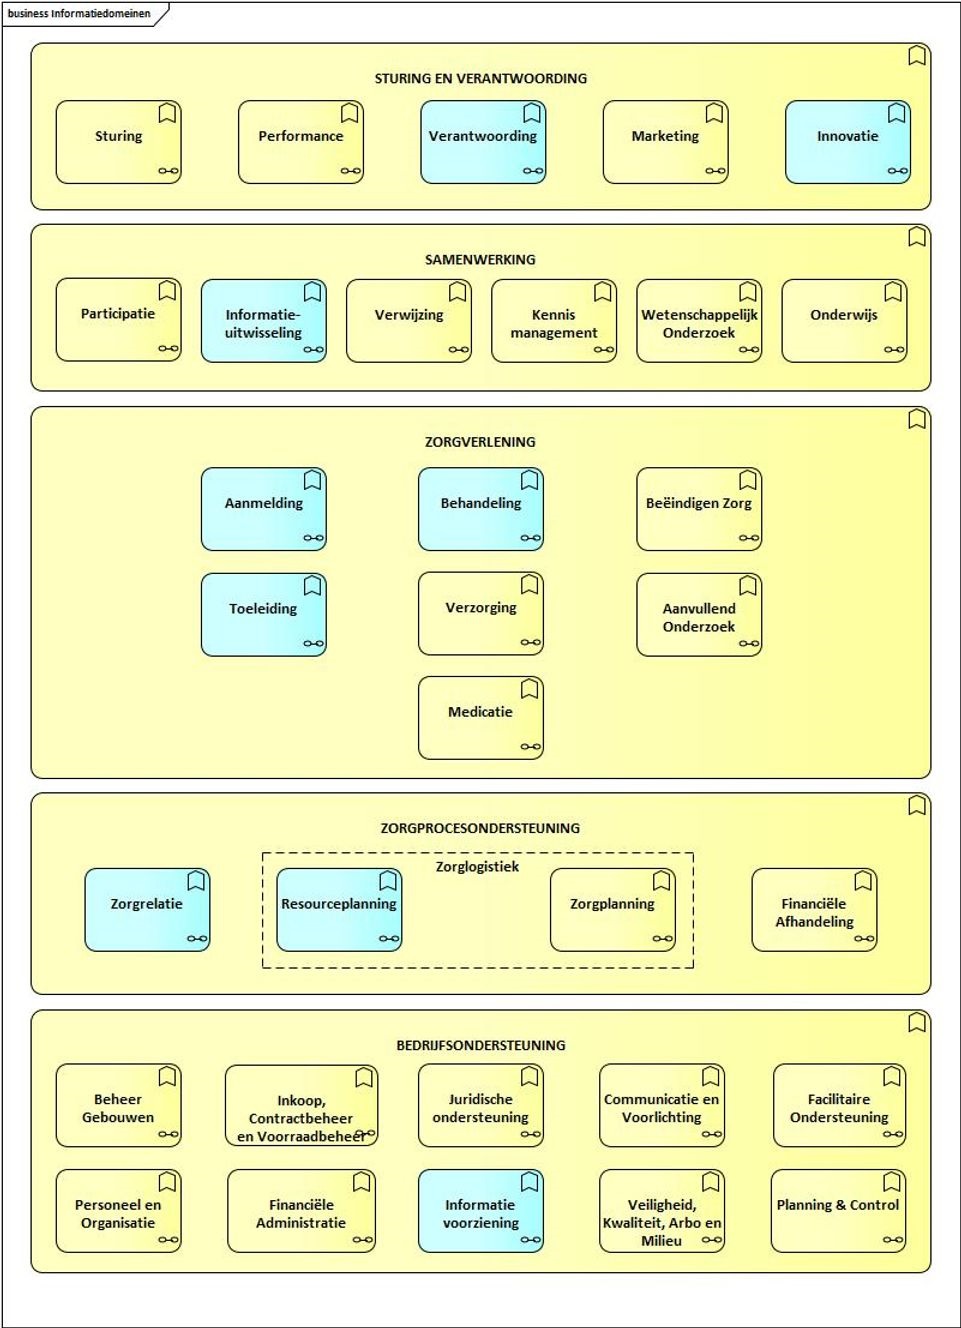 business Informatiedomeinen
STURING EN VERANTWOORDING
Sturing
Performance
Verantwoording
Marketing
Innovatie
SAMENWERKING
Participatie
Informatie-
uitwisseling
Verwijzing
Kennis
management
Wetenschappelijk
Onderzoek
Onderwijs
ZORGVERLENING
Aanmelding
Behandeling
Beëindigen Zorg
Toeleiding
Verzorging
Aanvullend
Onderzoek
Medicatie
ZORGPROCESONDERSTEUNING
Zorglogistiek
Zorgrelatie
Resourceplanning
Zorgplanning
Financiële
Afhandeling
BEDRIJFSONDERSTEUNING
Beheer
Gebouwen
Inkoop,
Contractbeheer
en Voorraadbeheer
Juridische
ondersteuning
Communicatie en
Voorlichting
Facilitaire
Ondersteuning
Personeel en
Organisatie
Financiële
Administratie
Informatie
voorziening
Veiligheid,
Kwaliteit, Arbo en
Milieu
Planning & Control